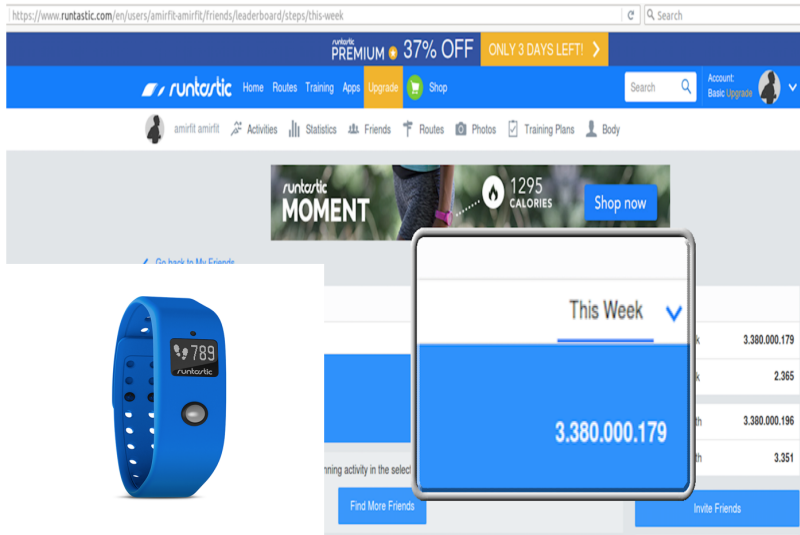 https://www.runtastic.com/en/users/amirfit-amirfit/friends/leaderboard/steps/this-week
Search
runtastic
PREMIUM 37% OFF ONLY 3 DAYS LEFT!
runtastic Home Routes Training Apps Upgrade Shop Search
Account:
Basic Upgrade
amirfit amirfit Activities Statistics Friends Routes Photos Training Plans Body
runtastic
MOMENT
1295
CALORIES
Shop now
Go back to My Friends
This Week
3.380.000.179
k 3.380.000.179
k 2.365
th 3.380.000.196
th 3.351
789
runtastic
nning activity in the selec
Find More Friends
Invite Friends